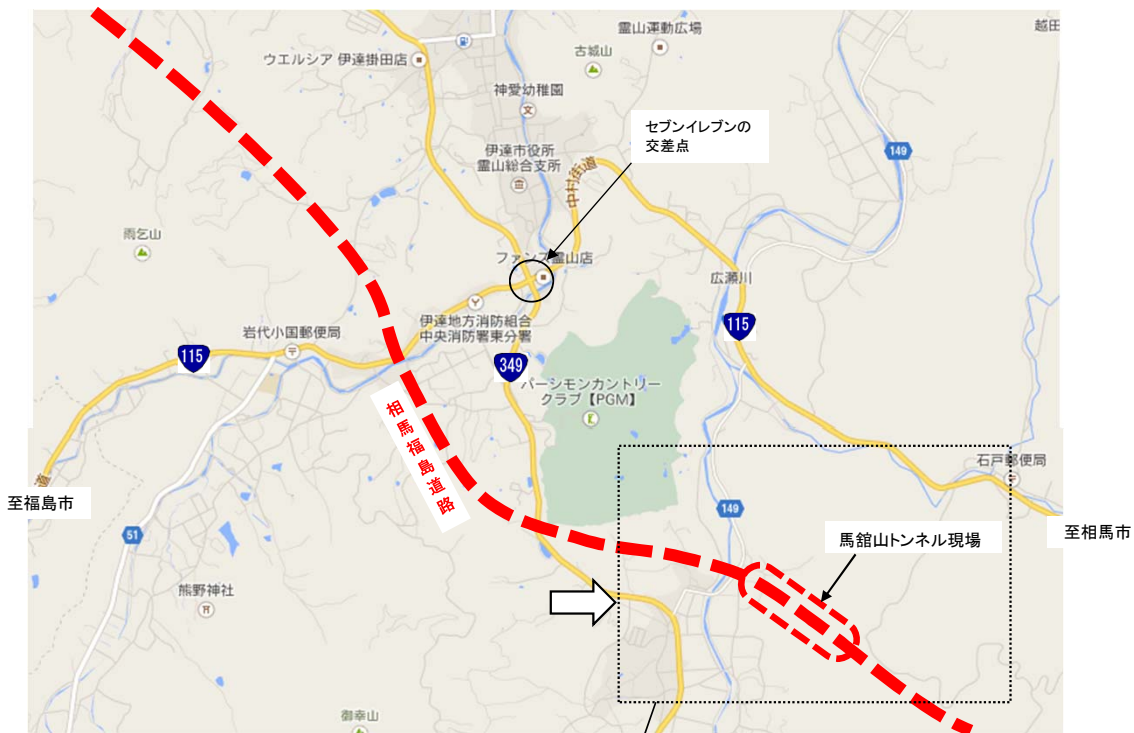 霊山運動広場
越田
ウエルシア 伊達掛田店
古城山
神愛幼稚園
セブンイレブンの
交差点
伊達市役所
霊山総合支所
149
中村街道
雨乞山
ファンズ霊山店
広瀬川
伊達地方消防組合
中央消防署東分署
岩代小国郵便局
115
115
349
パーシモンカントリー
クラブ【PGM】
相馬福島道路
石戸郵便局
道
至福島市
149
51
馬舘山トンネル現場
至相馬市
熊野神社
御幸山